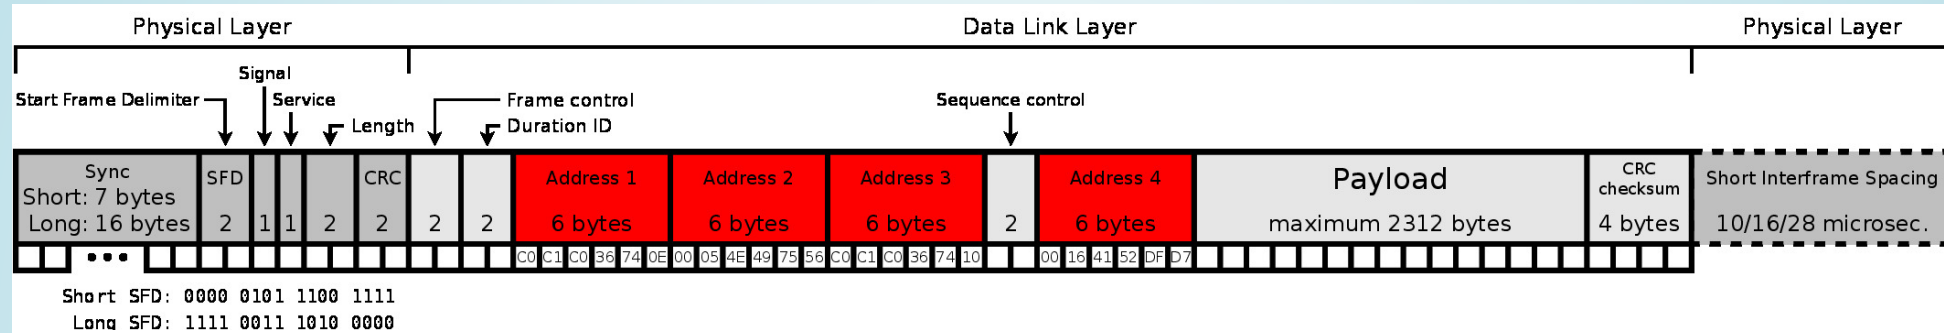 Physical Layer
Data Link Layer
Physical Layer
Signal
Start Frame Delimiter
Service
Length
Frame control
Duration ID
Sequence control
Sync
Short: 7 bytes
Long: 16 bytes
SFD
2
1
1
2
CRC
2
2
2
Address 1
6 bytes
Address 2
6 bytes
Address 3
6 bytes
2
Address 4
6 bytes
Payload
maximum 2312 bytes
CRC
checksum
4 bytes
Short Interframe Spacing
10/16/28 microsec.
C0 C1 C0 36 74 0E 00 05 4E 49 75 56 C0 C1 C0 36 74 10 00 16 41 52 DF D7
Short SFD: 0000 0101 1100 1111
Long SFD: 1111 0011 1010 0000